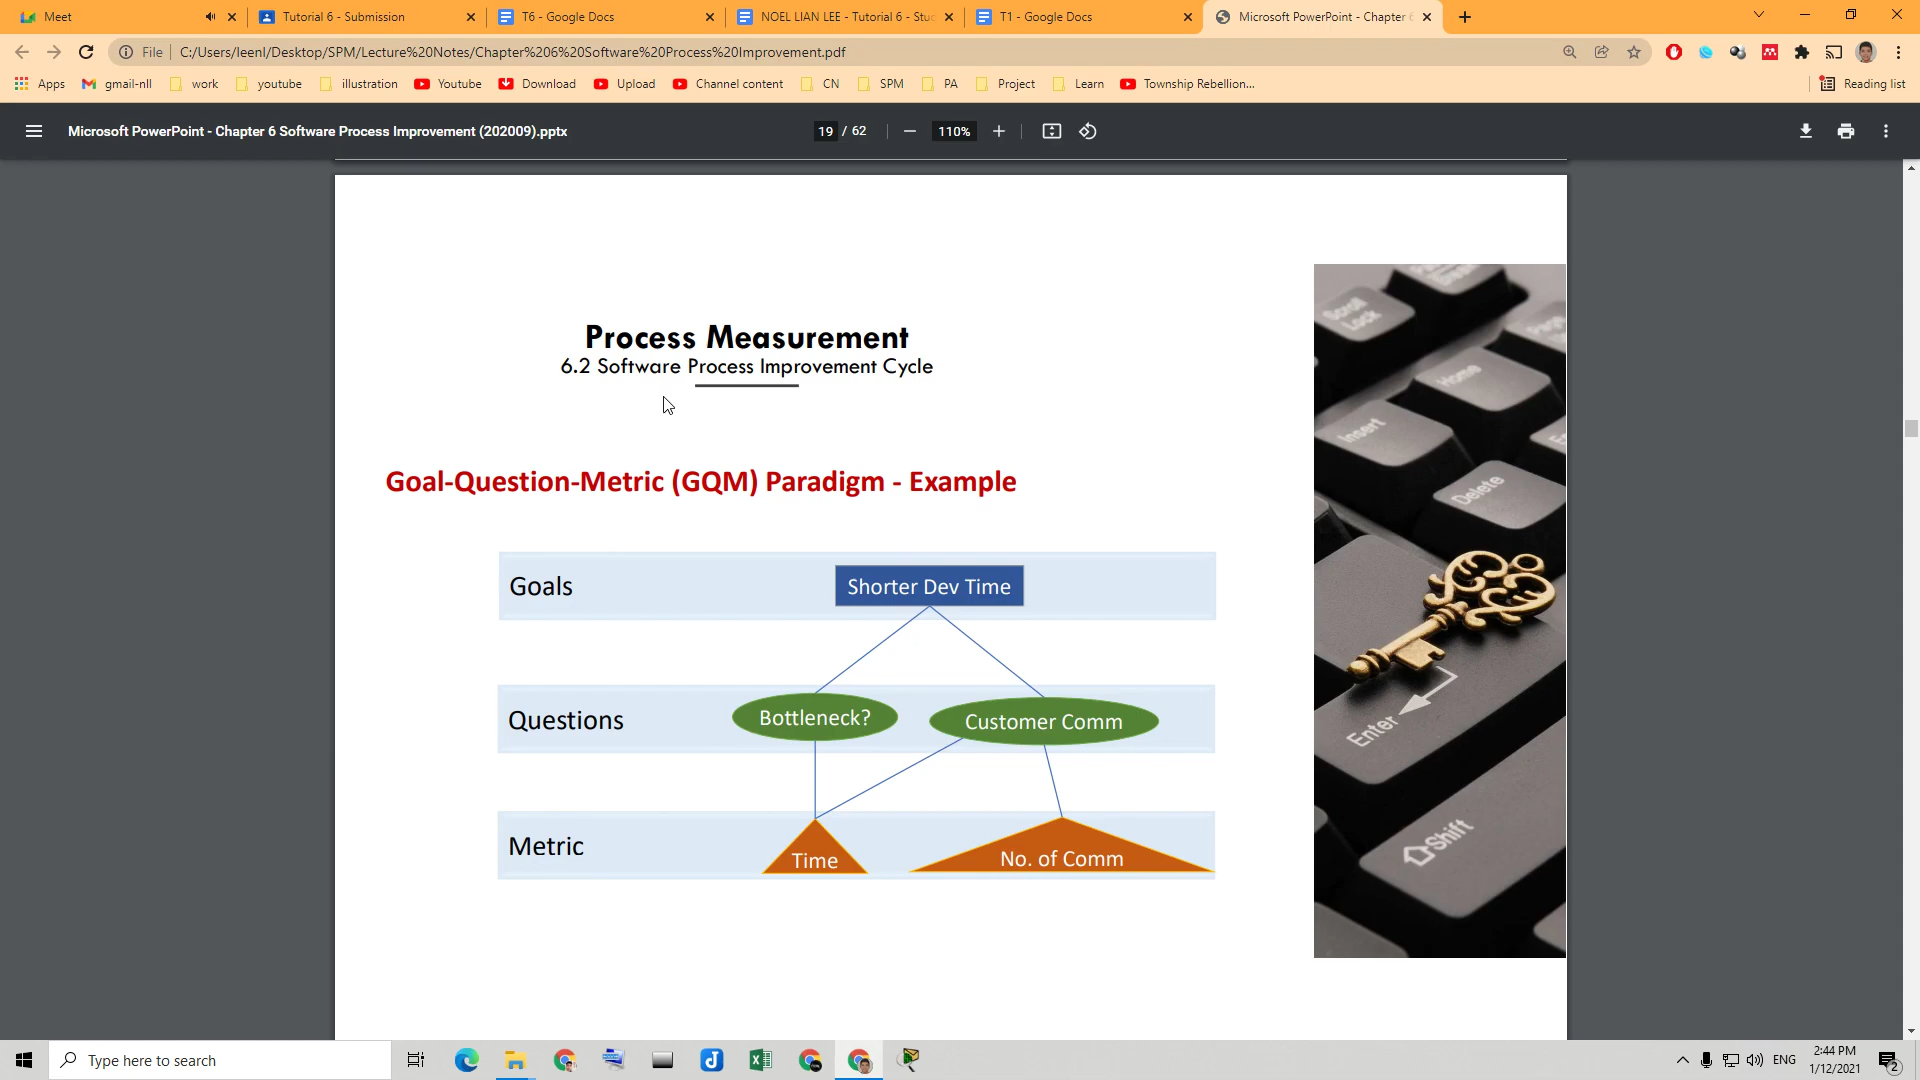 Meet
Tutorial 6 - Submission
T6 - Google Docs
NOEL LIAN LEE - Tutorial 6 - Stu
T1 - Google Docs
Microsoft PowerPoint - Chapter 6
File
C:/Users/leenl/Desktop/SPM/Lecture%20Notes/Chapter%206%20Software%20Process%20Improvement.pdf
Apps
gmail-nll
work
youtube
illustration
Youtube
Download
Upload
Channel content
CN
SPM
PA
Project
Learn
Township Rebellion...
Reading list
Microsoft PowerPoint - Chapter 6 Software Process Improvement (202009).pptx
19 / 62
110%
Process Measurement
6.2 Software Process Improvement Cycle
Goal-Question-Metric (GQM) Paradigm - Example
Goals
Shorter Dev Time
Questions
Bottleneck?
Customer Comm
Metric
Time
No. of Comm
Scroll
Lock
Home
Insert
Delete
Enter
Shift
Type here to search
ENG
2:44 PM
1/12/2021
2